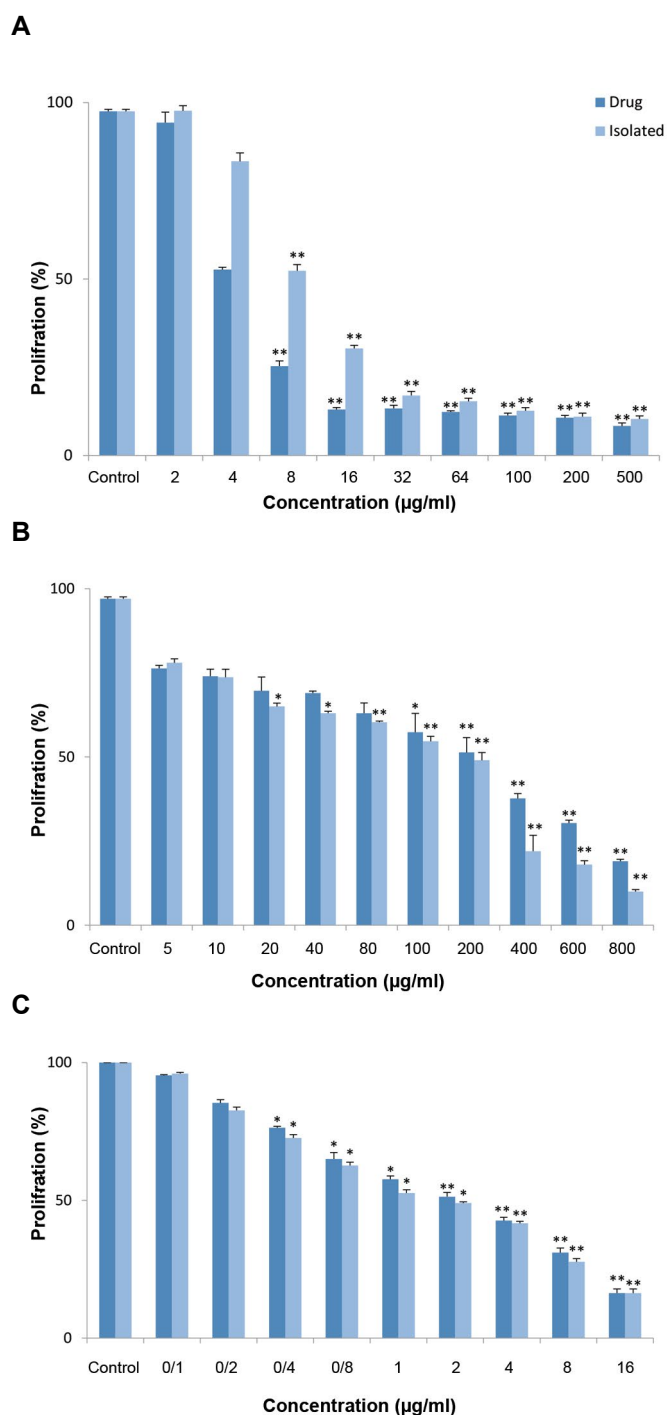 A
100
50
0
Prolifration (%)
Drug
Isolated
** ** ** ** ** ** ** ** ** ** ** ** ** **
Control 2 4 8 16 32 64 100 200 500
Concentration (µg/ml)
B
100
50
0
Prolifration (%)
* * ** * ** ** ** ** ** ** ** ** **
Control 5 10 20 40 80 100 200 400 600 800
Concentration (µg/ml)
C
100
50
0
Prolifration (%)
* * * * * * ** * ** ** ** ** ** **
Control 0/1 0/2 0/4 0/8 1 2 4 8 16
Concentration (µg/ml)